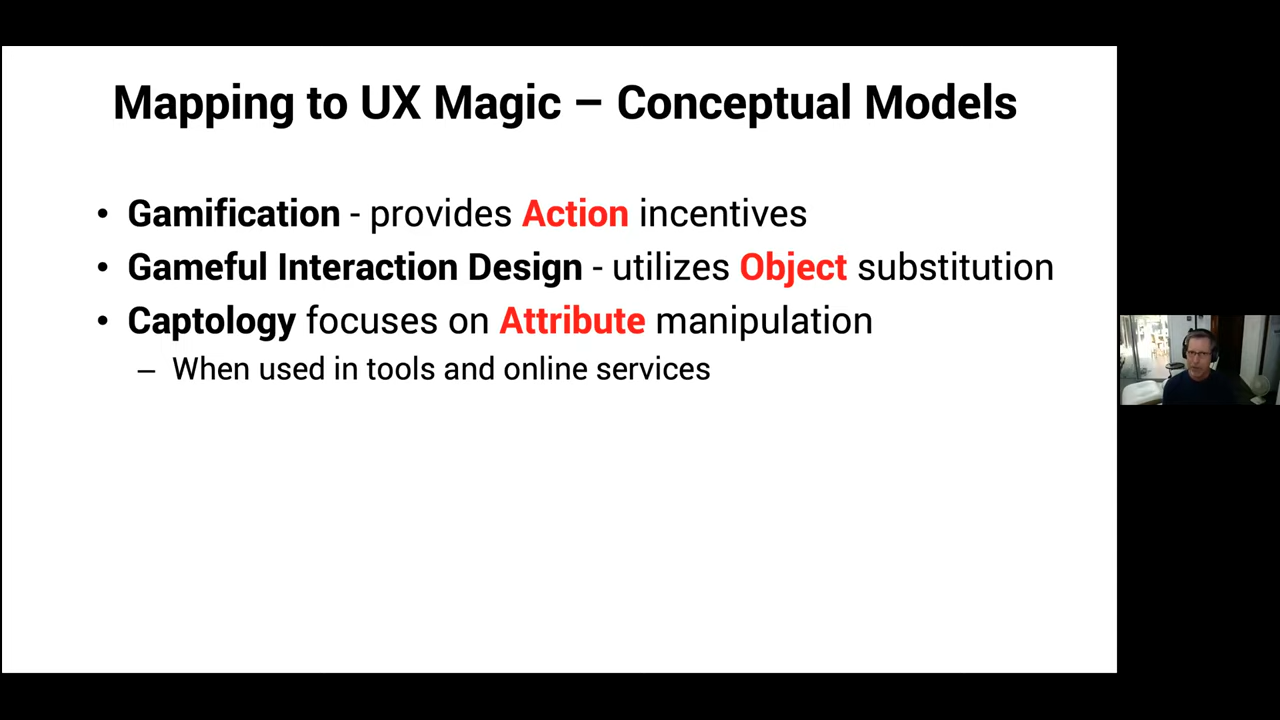 Mapping to UX Magic – Conceptual Models
• Gamification - provides Action incentives
• Gameful Interaction Design - utilizes Object substitution
• Captology focuses on Attribute manipulation
– When used in tools and online services